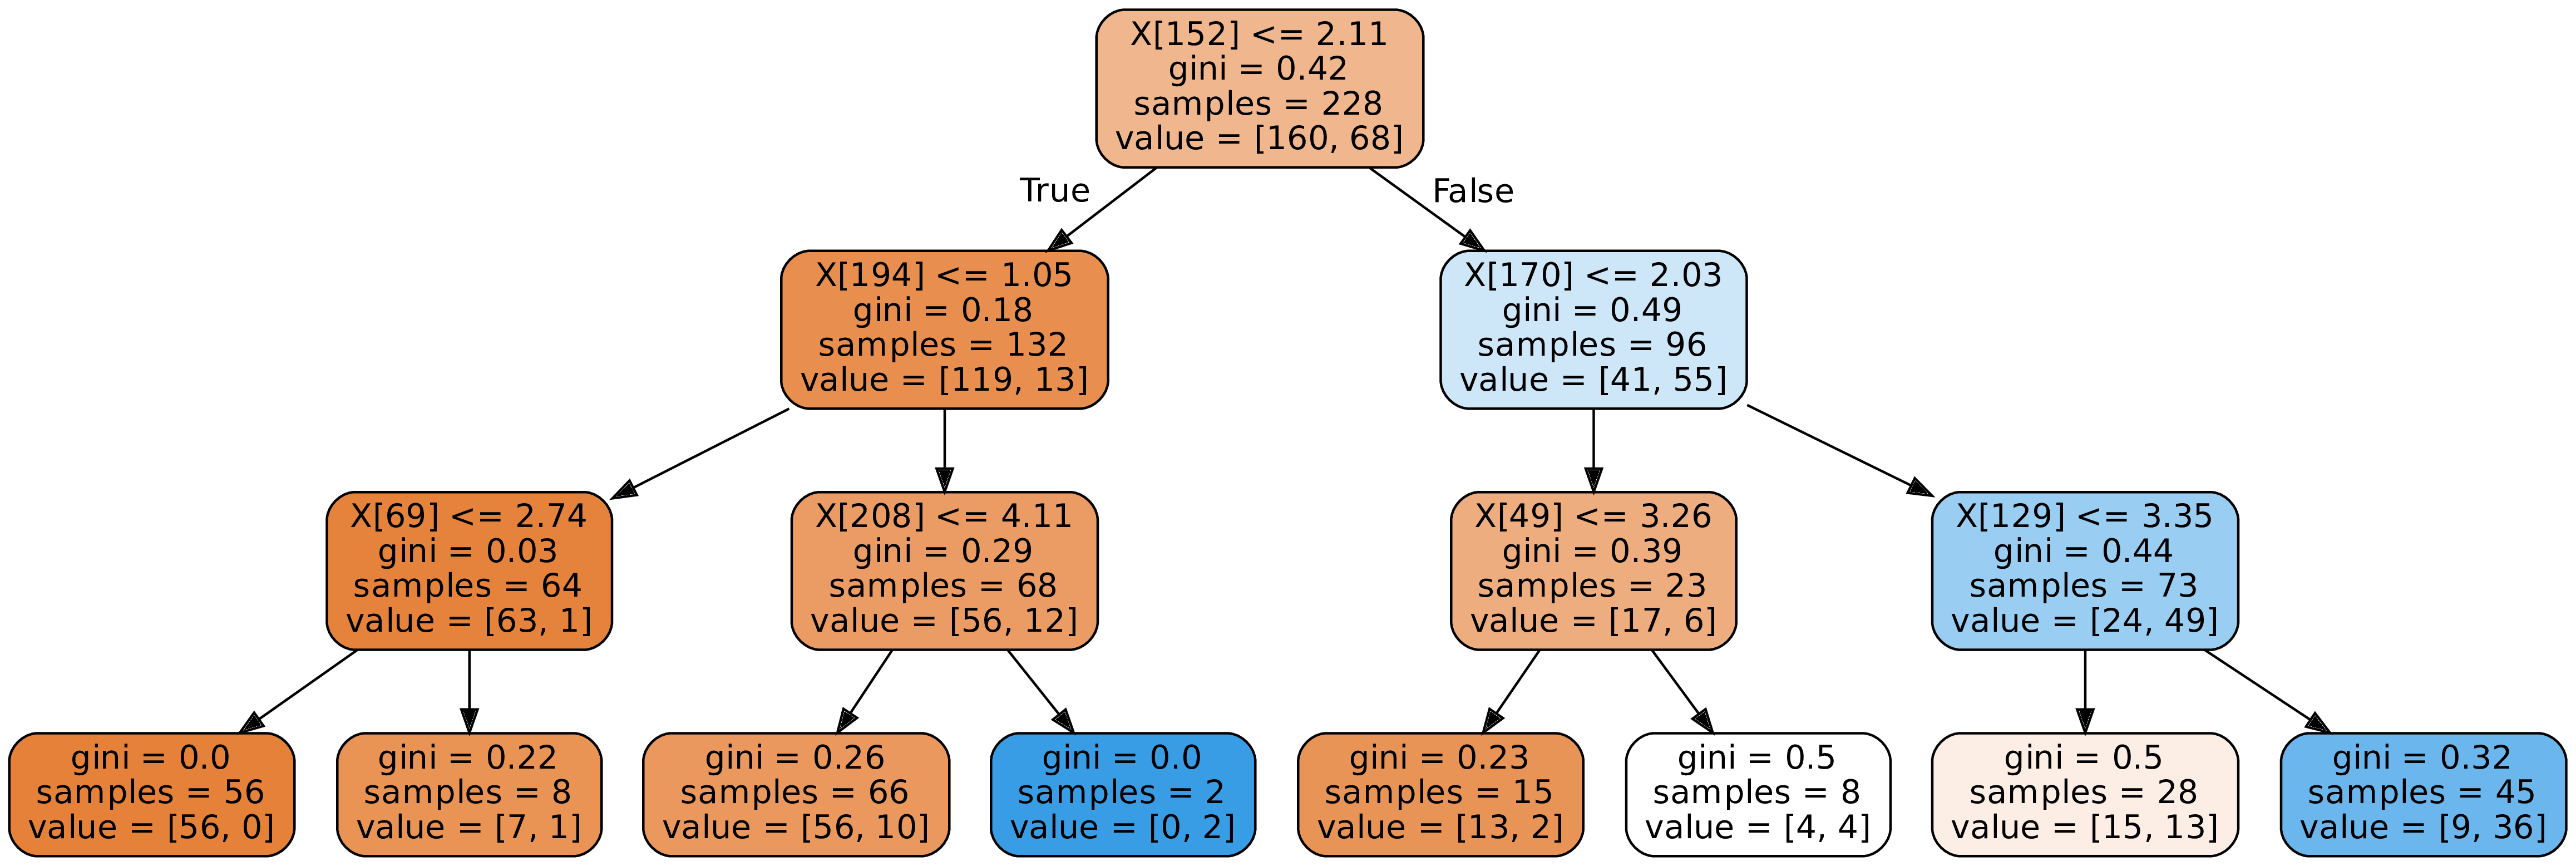 X[152] <= 2.11
gini = 0.42
samples = 228
value = [160, 68]
True
False
X[194] <= 1.05
gini = 0.18
samples = 132
value = [119, 13]
X[170] <= 2.03
gini = 0.49
samples = 96
value = [41, 55]
X[69] <= 2.74
gini = 0.03
samples = 64
value = [63, 1]
X[208] <= 4.11
gini = 0.29
samples = 68
value = [56, 12]
X[49] <= 3.26
gini = 0.39
samples = 23
value = [17, 6]
X[129] <= 3.35
gini = 0.44
samples = 73
value = [24, 49]
gini = 0.0
samples = 56
value = [56, 0]
gini = 0.22
samples = 8
value = [7, 1]
gini = 0.26
samples = 66
value = [56, 10]
gini = 0.0
samples = 2
value = [0, 2]
gini = 0.23
samples = 15
value = [13, 2]
gini = 0.5
samples = 8
value = [4, 4]
gini = 0.5
samples = 28
value = [15, 13]
gini = 0.32
samples = 45
value = [9, 36]